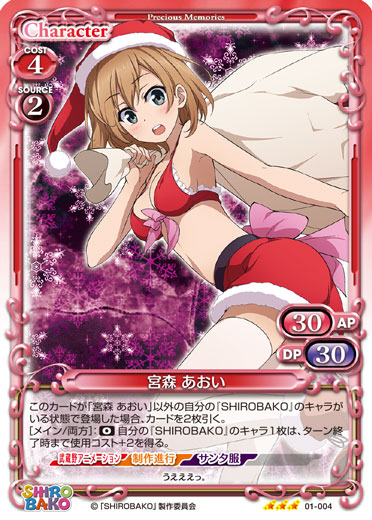 Precious Memories
Character
COST
4
SOURCE
2
30 AP
DP 30
宮森 あおい
このカードが「宮森 あおい」以外の自分の『SHIROBAKO』のキャラが
いる状態で登場した場合、カードを2枚引く。
[メイン/両方]:自分の『SHIROBAKO』のキャラ1枚は、ターン終
了時まで使用コスト+2を得る。
武蔵野アニメーション 制作進行 サンタ服
うえええっ。
SHIRO
BAKO
01-004
©「SHIROBAKO」製作委員会